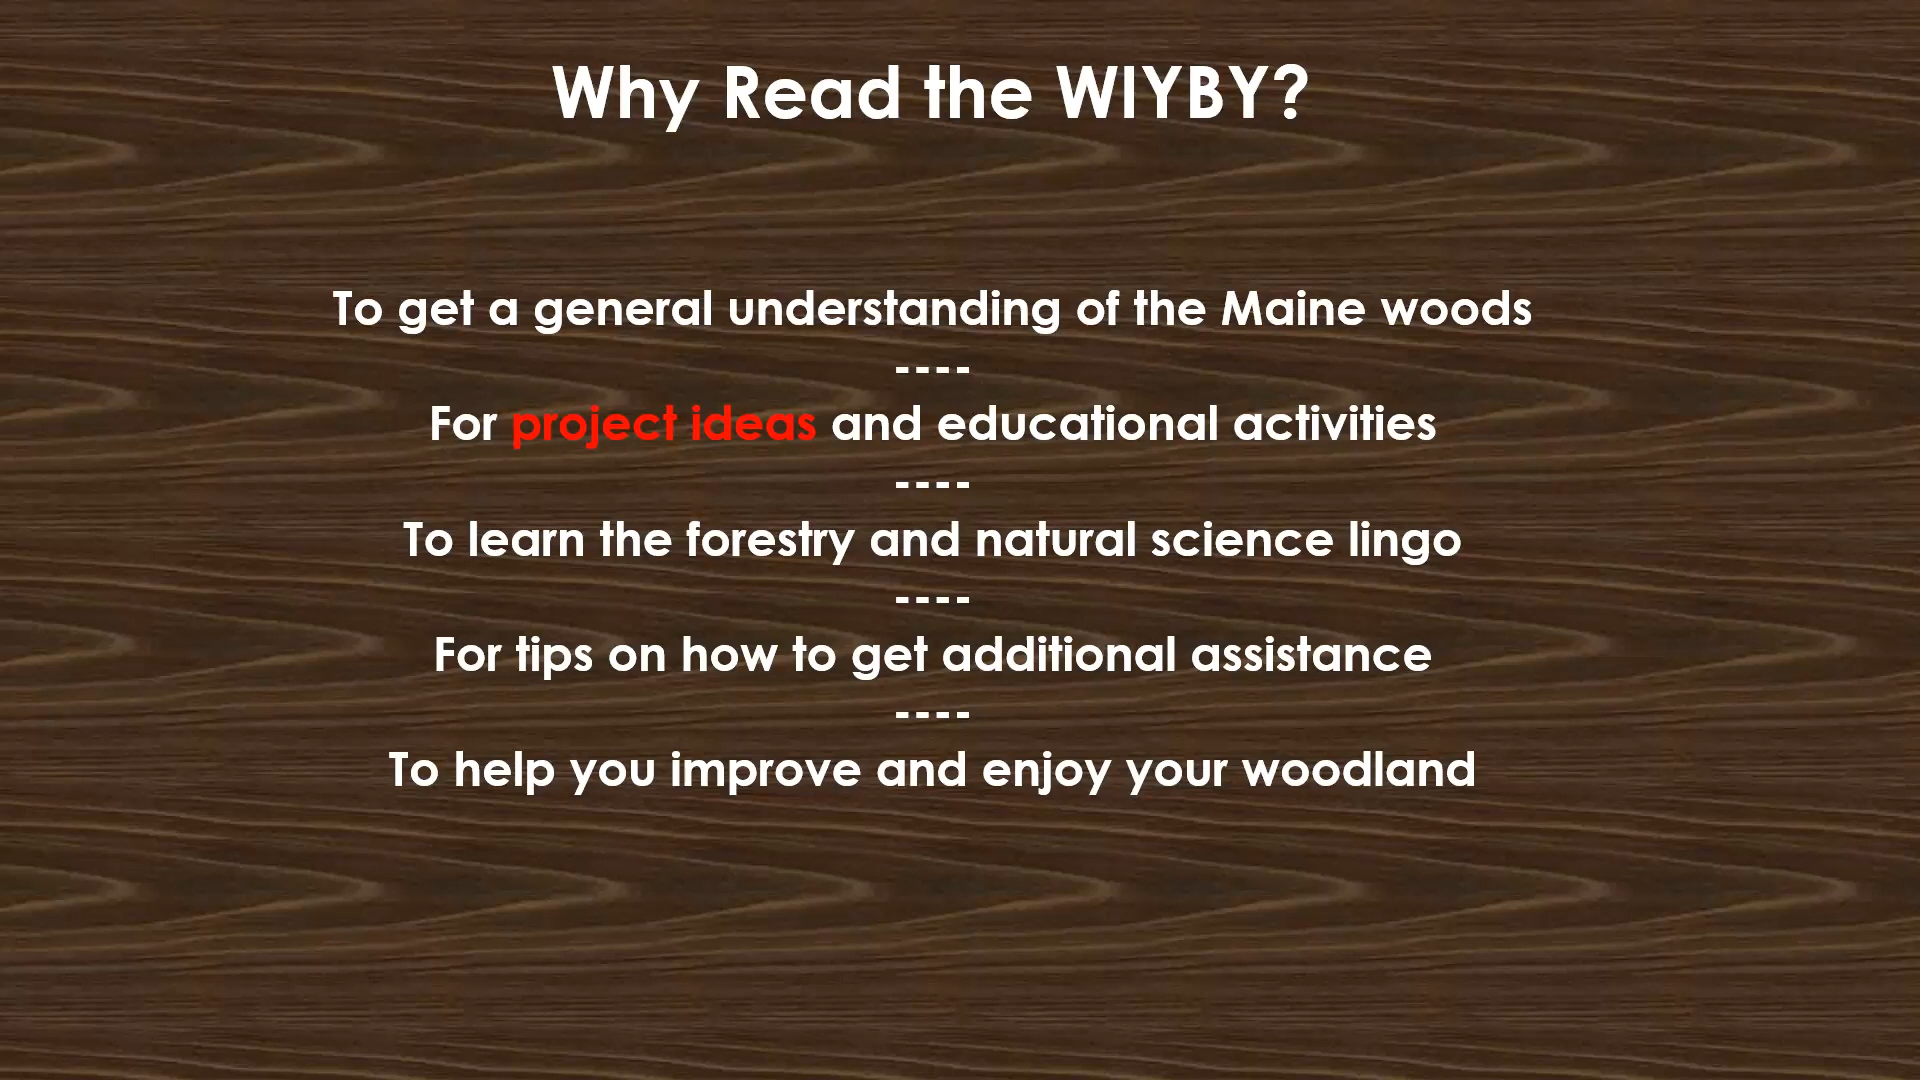 Why Read the WIYBY?
To get a general understanding of the Maine woods
----
For project ideas and educational activities
----
To learn the forestry and natural science lingo
----
For tips on how to get additional assistance
----
To help you improve and enjoy your woodland